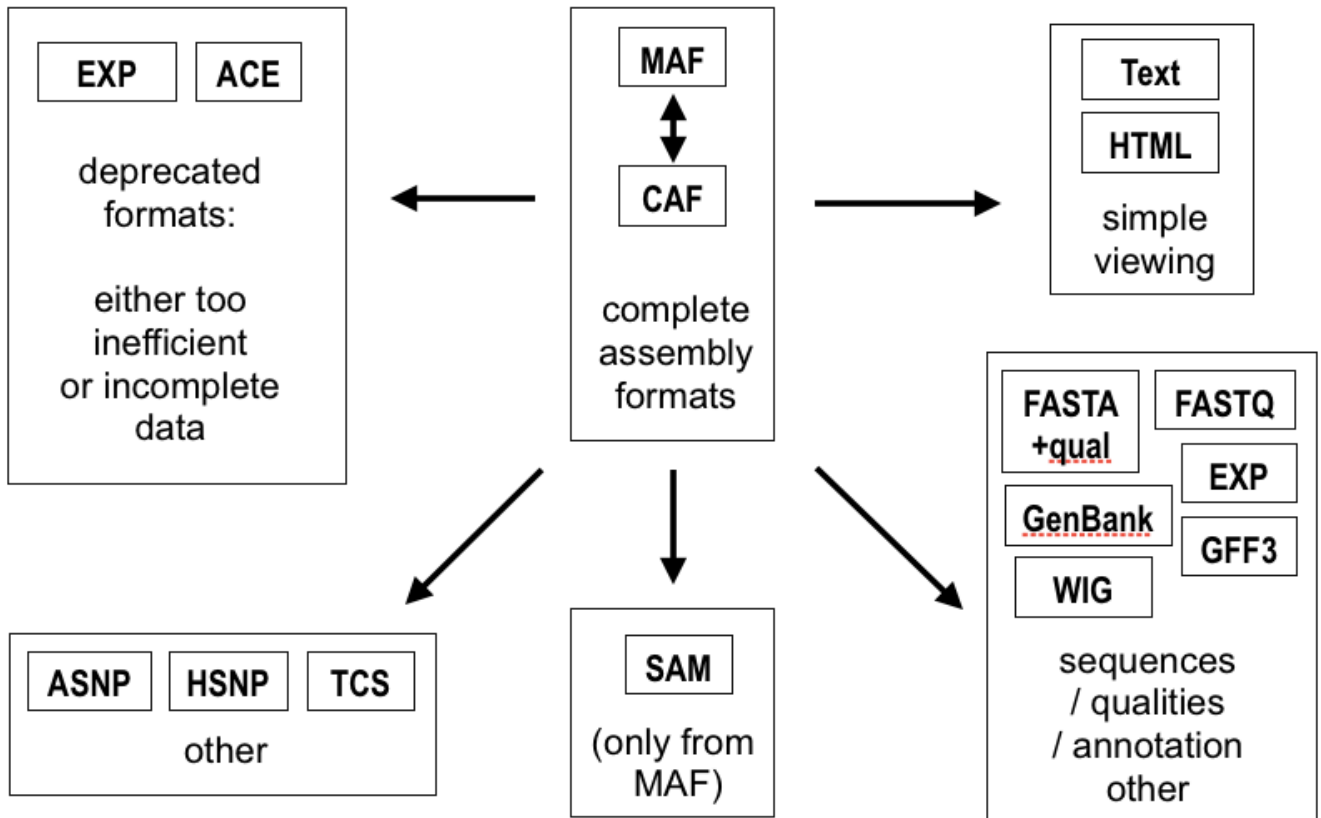 EXP ACE
deprecated
formats:
either too
inefficient
or incomplete
data
MAF
CAF
complete
assembly
formats
Text
HTML
simple
viewing
FASTA
+qual
FASTQ
EXP
GenBank
GFF3
WIG
sequences
/ qualities
/ annotation
other
ASNP HSNP TCS
other
SAM
(only from
MAF)